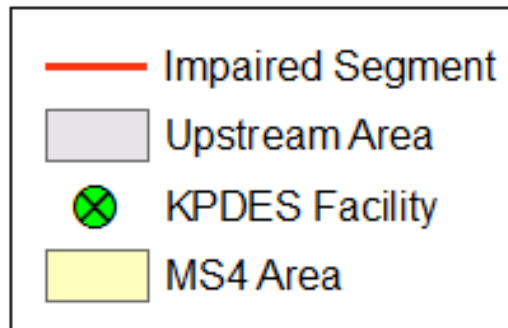 Impaired Segment
Upstream Area
KPDES Facility
MS4 Area